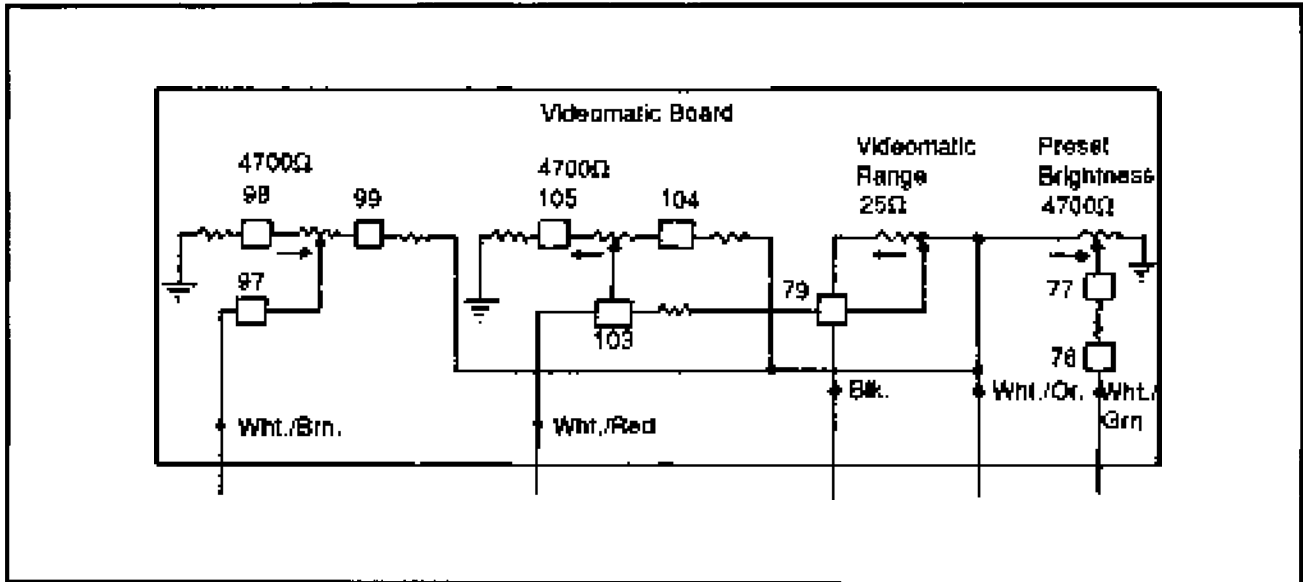 Videomatic Board
4700Ω
98
99
97
4700Ω
105
104
103
Videomatic
Range
25Ω
79
Preset
Brightness
4700Ω
77
76
Wht./Brn.
Wht./Red
Blk.
Wht./Or.
Wht./
Grn